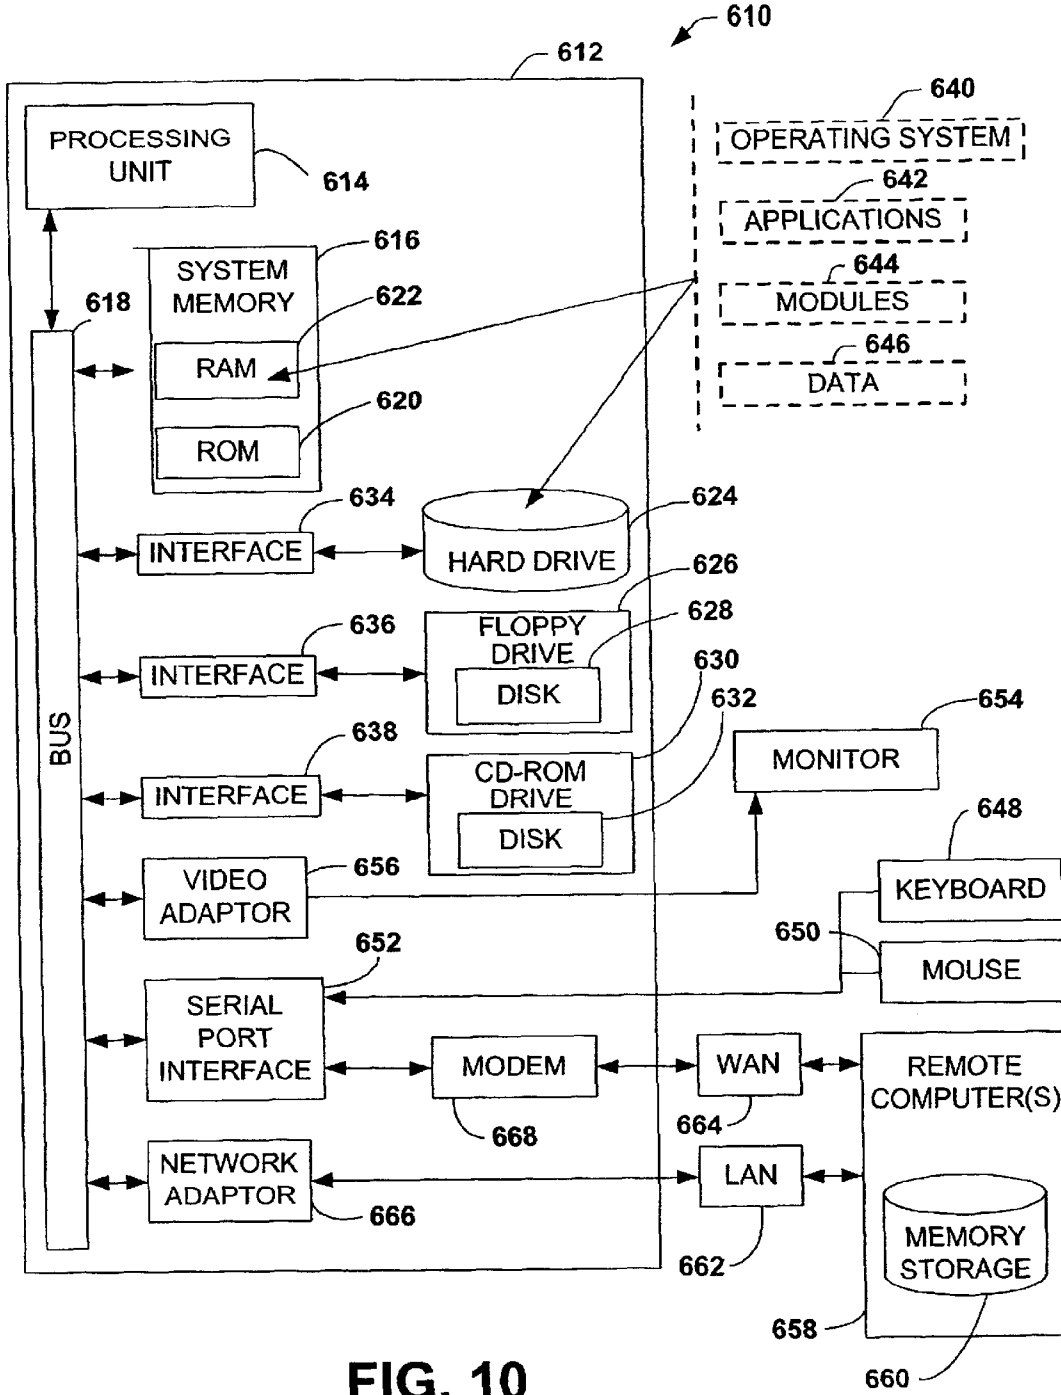 610
612
PROCESSING
UNIT
614
640
OPERATING SYSTEM
642
APPLICATIONS
644
MODULES
646
DATA
616
SYSTEM
MEMORY
622
618
RAM
620
ROM
634
INTERFACE
624
HARD DRIVE
626
636
INTERFACE
FLOPPY
DRIVE
628
DISK
630
632
638
INTERFACE
CD-ROM
DRIVE
DISK
654
MONITOR
BUS
656
VIDEO
ADAPTOR
648
KEYBOARD
650
MOUSE
652
SERIAL
PORT
INTERFACE
MODEM
668
WAN
664
REMOTE
COMPUTER(S)
NETWORK
ADAPTOR
666
LAN
662
MEMORY
STORAGE
658
660
FIG. 10